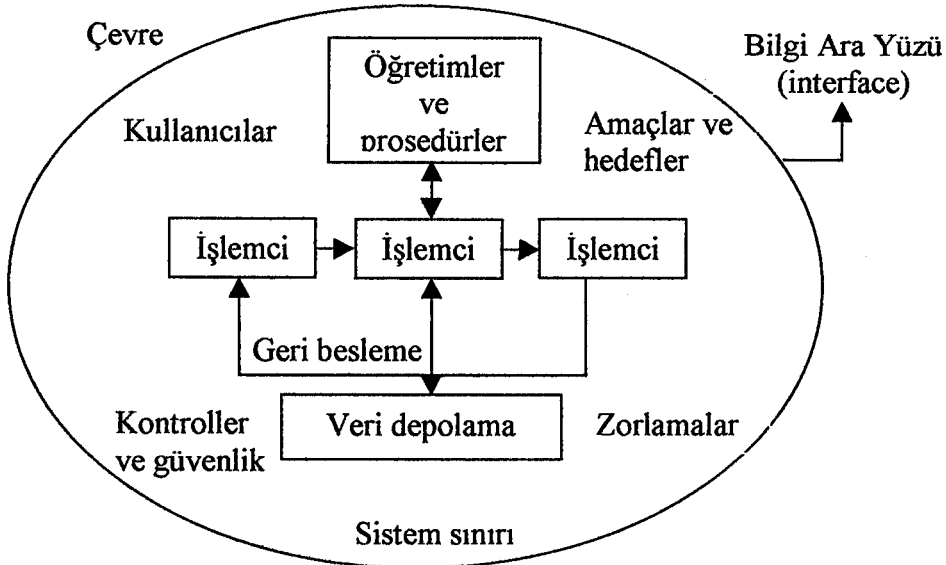 Çevre
Bilgi Ara Yüzü
(interface)
Öğretimler
ve
prosedürler
Kullanıcılar
Amaçlar ve
hedefler
İşlemci
İşlemci
İşlemci
Geri besleme
Veri depolama
Kontroller
ve güvenlik
Zorlamalar
Sistem sınırı